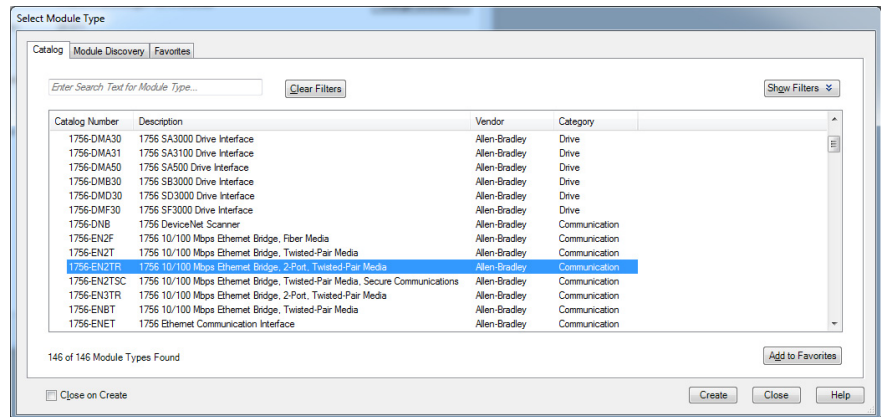 Select Module Type
Catalog Module Discovery Favorites
Enter Search Text for Module Type...
Clear Filters
Show Filters
Catalog Number Description Vendor Category
1756-DMA30 1756 SA3000 Drive Interface Allen-Bradley Drive
1756-DMA31 1756 SA3100 Drive Interface Allen-Bradley Drive
1756-DMA50 1756 SA500 Drive Interface Allen-Bradley Drive
1756-DMB30 1756 SB3000 Drive Interface Allen-Bradley Drive
1756-DMD30 1756 SD3000 Drive Interface Allen-Bradley Drive
1756-DMF30 1756 SF3000 Drive Interface Allen-Bradley Drive
1756-DNB 1756 DeviceNet Scanner Allen-Bradley Communication
1756-EN2F 1756 10/100 Mbps Ethernet Bridge, Fiber Media Allen-Bradley Communication
1756-EN2T 1756 10/100 Mbps Ethernet Bridge, Twisted-Pair Media Allen-Bradley Communication
1756-EN2TR 1756 10/100 Mbps Ethernet Bridge, 2-Port, Twisted-Pair Media Allen-Bradley Communication
1756-EN2TSC 1756 10/100 Mbps Ethernet Bridge, Twisted-Pair Media, Secure Communications Allen-Bradley Communication
1756-EN3TR 1756 10/100 Mbps Ethernet Bridge, 2-Port, Twisted-Pair Media Allen-Bradley Communication
1756-ENBT 1756 10/100 Mbps Ethernet Bridge, Twisted-Pair Media Allen-Bradley Communication
1756-ENET 1756 Ethernet Communication Interface Allen-Bradley Communication
146 of 146 Module Types Found
Add to Favorites
Close on Create
Create Close Help